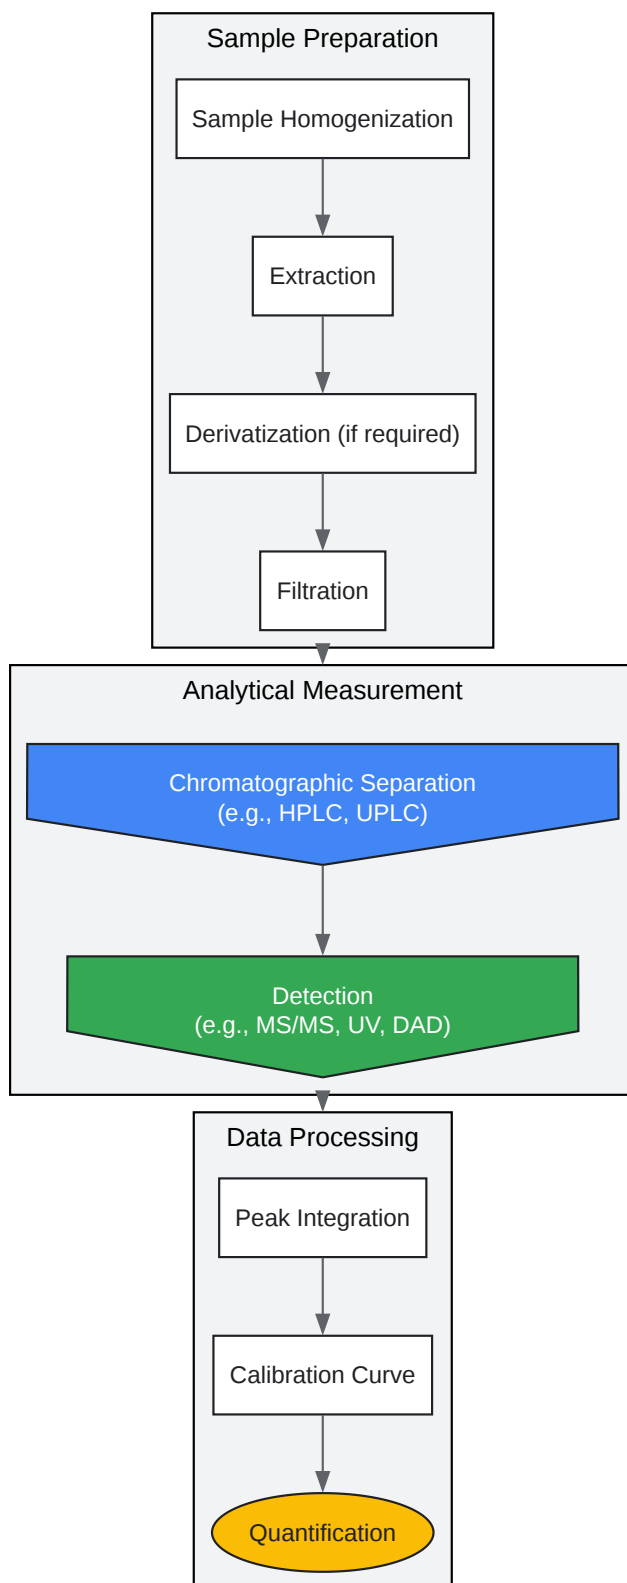 Sample Preparation
Sample Homogenization
Extraction
Derivatization (if required)
Filtration
Analytical Measurement
Chromatographic Separation
(e.g., HPLC, UPLC)
Detection
(e.g., MS/MS, UV, DAD)
Data Processing
Peak Integration
Calibration Curve
Quantification